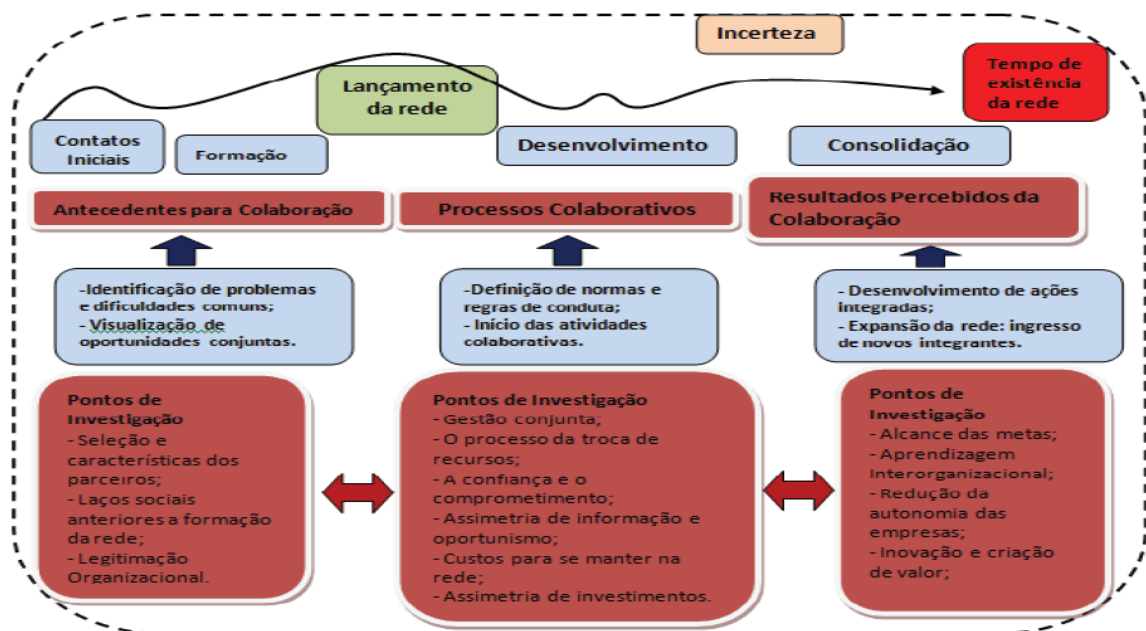 Incerteza
Tempo de
existência
da rede
Lançamento
da rede
Contatos
Iniciais
Formação
Desenvolvimento
Consolidação
Antecedentes para Colaboração
Processos Colaborativos
Resultados Percebidos da
Colaboração
-Identificação de problemas
e dificuldades comuns;
- Visualização de
oportunidades conjuntas.
-Definição de normas e
regras de conduta;
- Início das atividades
colaborativas.
- Desenvolvimento de ações
integradas;
- Expansão da rede: ingresso
de novos integrantes.
Pontos de
Investigação
- Seleção e
características dos
parceiros;
- Laços sociais
anteriores a formação
da rede;
- Legitimação
Organizacional.
Pontos de Investigação
- Gestão conjunta;
- O processo da troca de
recursos;
- A confiança e o
comprometimento;
- Assimetria de informação e
oportunismo;
- Custos para se manter na
rede;
- Assimetria de investimentos.
Pontos de
Investigação
- Alcance das metas;
- Aprendizagem
Interorganizacional;
- Redução da
autonomia das
empresas;
- Inovação e criação
de valor;